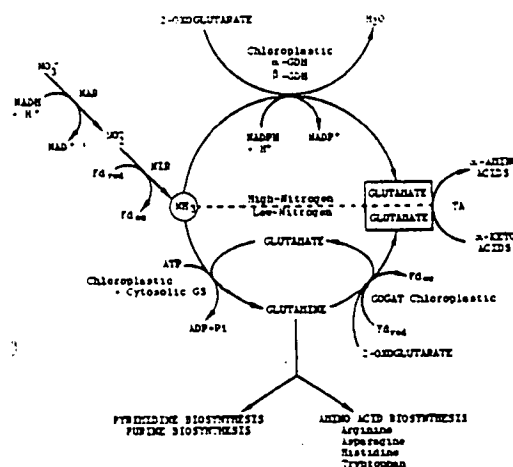 2-OXOGLUTARATE
H2O
Chloroplastic
α-GDH
β-GDH
NO3-
NADH
+ H+
NAR
NAD+
NO2-
NADPH
+ H+
NADP+
Fdred
NIR
Fdox
NH3
High-Nitrogen
Low-Nitrogen
GLUTAMATE
GLUTAMATE
α-AMINO
ACIDS
TA
α-KETO
ACIDS
GLUTAMATE
ATP
Chloroplastic
+ Cytosolic GS
ADP+Pi
GLUTAMINE
Fdox
GOGAT Chloroplastic
Fdred
2-OXOGLUTARATE
PYRIMIDINE BIOSYNTHESIS
PURINE BIOSYNTHESIS
AMINO ACID BIOSYNTHESIS
Arginine
Asparagine
Histidine
Tryptophan